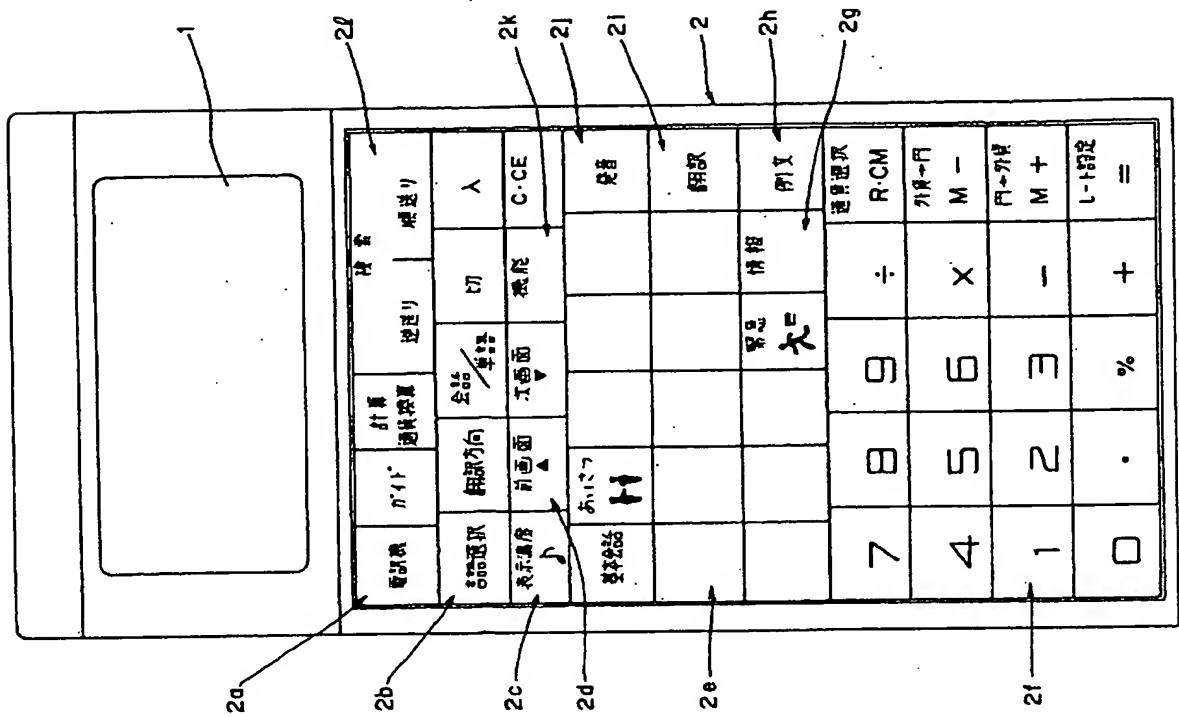 1
2ℓ
2a
電訳機
ガイド
計算
通貨換算
検索
逆送り 順送り
2b
言語選択
翻訳方向
会話/単語
切
入
2c
表示濃度
♪
2d
前画面
▲
次画面
▼
機能
2k
C・CE
基本会話
あいさつ
発音
2j
2e
翻訳
2i
緊急
情報
2g
例文
2h
2
7 8 9 ÷
通貨選択
R・CM
4 5 6 ×
外貨→円
M −
2f
1 2 3 −
円→外貨
M +
0 . % +
レート設定
=